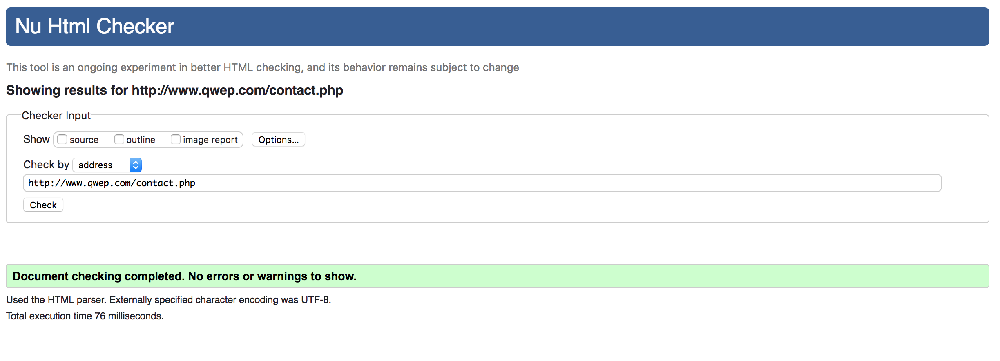 Nu Html Checker
This tool is an ongoing experiment in better HTML checking, and its behavior remains subject to change
Showing results for http://www.qwep.com/contact.php
Checker Input
Show source outline image report Options...
Check by address
http://www.qwep.com/contact.php
Check
Document checking completed. No errors or warnings to show.
Used the HTML parser. Externally specified character encoding was UTF-8.
Total execution time 76 milliseconds.